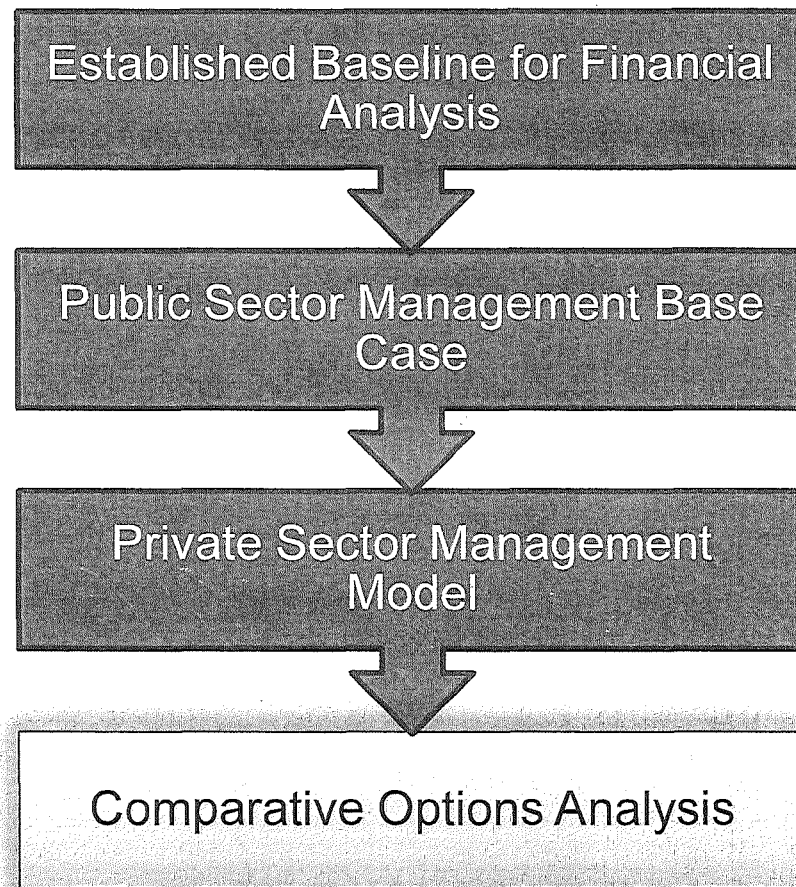 Established Baseline for Financial
Analysis
Public Sector Management Base
Case
Private Sector Management
Model
Comparative Options Analysis